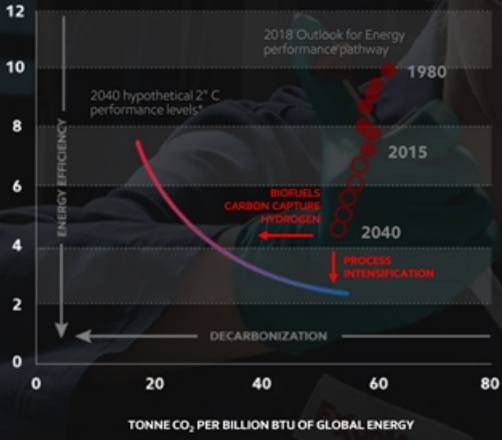 12
2018 Outlook for Energy
performance pathway
10
1980
2040 hypothetical 2° C
performance levels*
8
2015
ENERGY EFFICIENCY
6
BIOFUELS
CARBON CAPTURE
HYDROGEN
2040
4
PROCESS
INTENSIFICATION
2
DECARBONIZATION
0
0 20 40 60 80
TONNE CO₂ PER BILLION BTU OF GLOBAL ENERGY